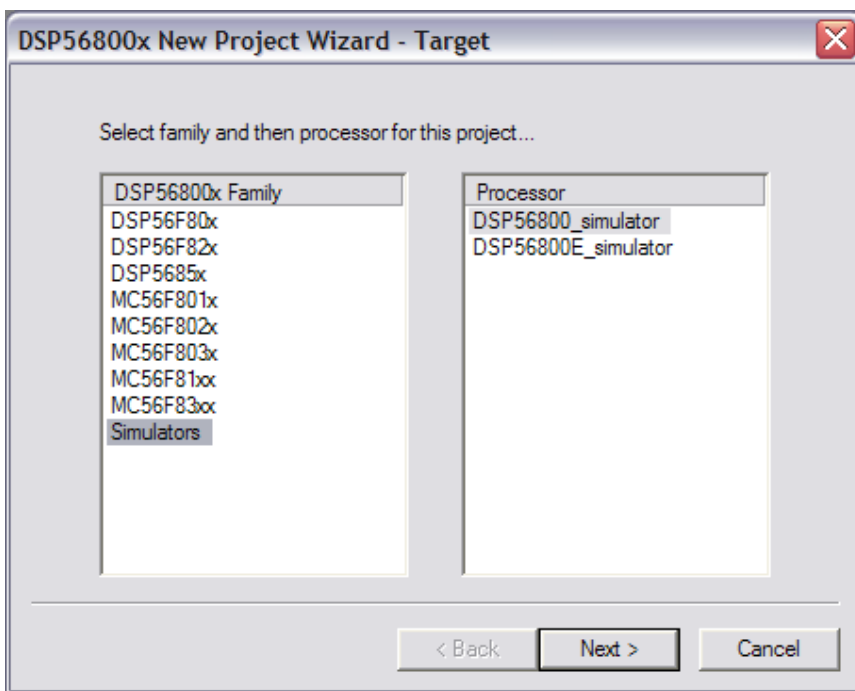 DSP56800x New Project Wizard - Target
Select family and then processor for this project...
DSP56800x Family
DSP56F80x
DSP56F82x
DSP5685x
MC56F801x
MC56F802x
MC56F803x
MC56F81xx
MC56F83xx
Simulators
Processor
DSP56800_simulator
DSP56800E_simulator
< Back
Next >
Cancel